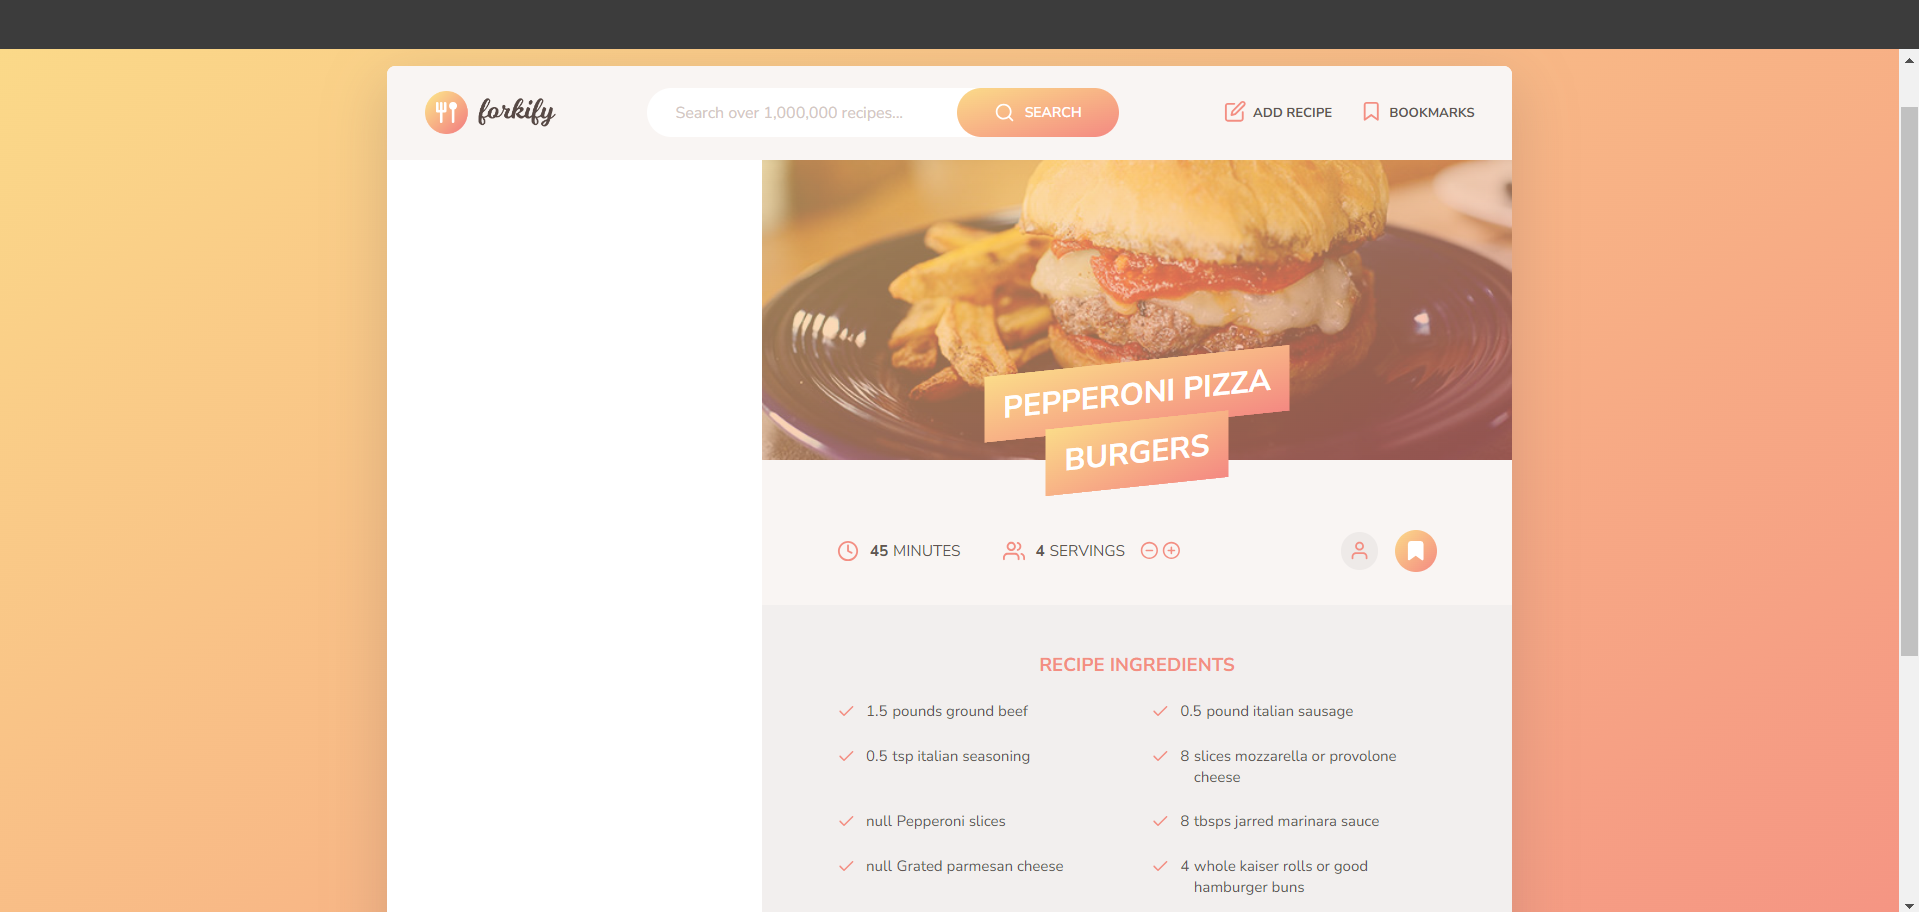 forkify
Search over 1,000,000 recipes...
SEARCH
ADD RECIPE
BOOKMARKS
PEPPERONI PIZZA
BURGERS
45 MINUTES
4 SERVINGS
RECIPE INGREDIENTS
1.5 pounds ground beef
0.5 pound italian sausage
0.5 tsp italian seasoning
8 slices mozzarella or provolone
cheese
null Pepperoni slices
8 tbsps jarred marinara sauce
null Grated parmesan cheese
4 whole kaiser rolls or good
hamburger buns